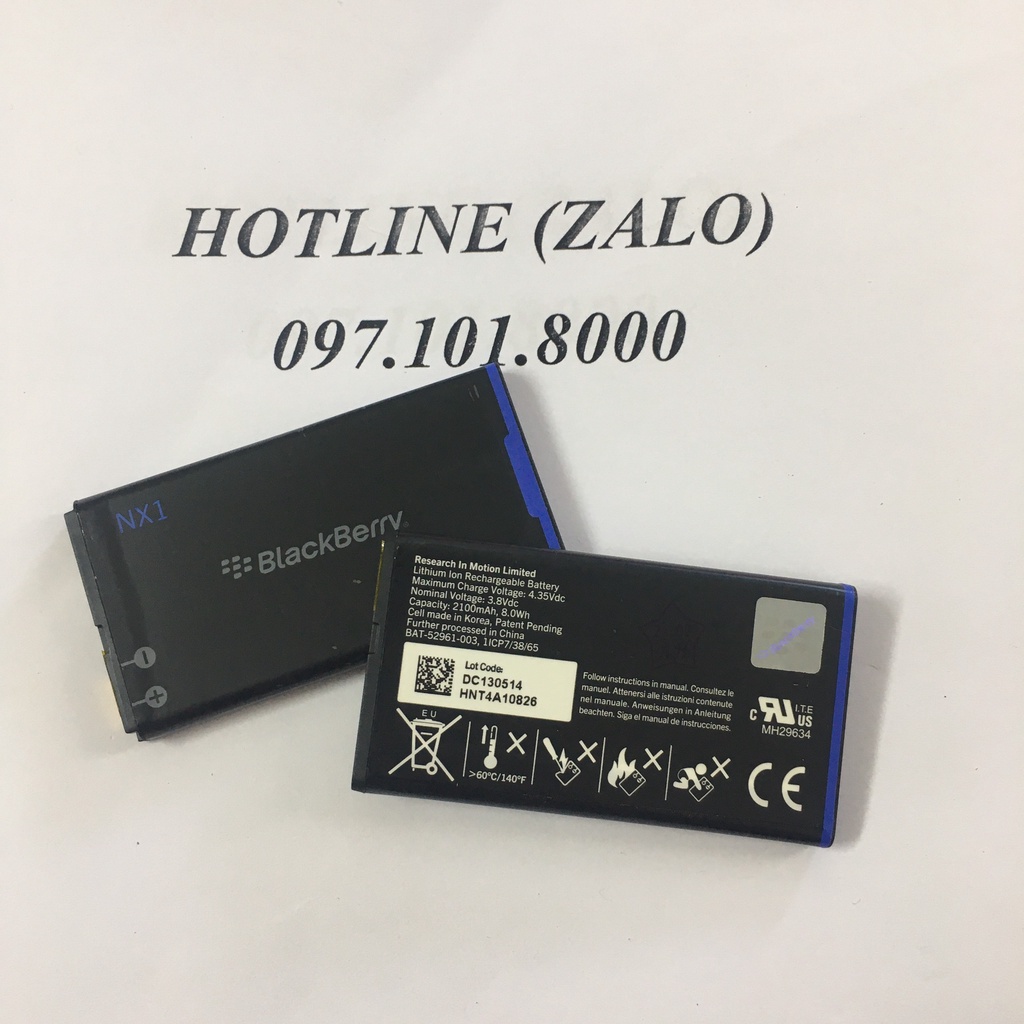 HOTLINE (ZALO)
097.101.8000
NX1
BlackBerry
Research In Motion Limited
Lithium Ion Rechargeable Battery
Maximum Charge Voltage: 4.35Vdc
Nominal Voltage: 3.8Vdc
Capacity: 2100mAh, 8.0Wh
Cell made in Korea, Patent Pending
Further processed in China
BAT-52961-003, 1ICP7/38/65
Lot Code:
DC130514
HNT4A10826
Follow instructions in manual. Consultez le
manuel. Attenersi alle istruzioni contenute
nel manuale. Anweisungen in Anleitung
beachten. Siga el manual de instrucciones.
c RU US
I.T.E
MH29634
EU
>60°C/140°F
CE